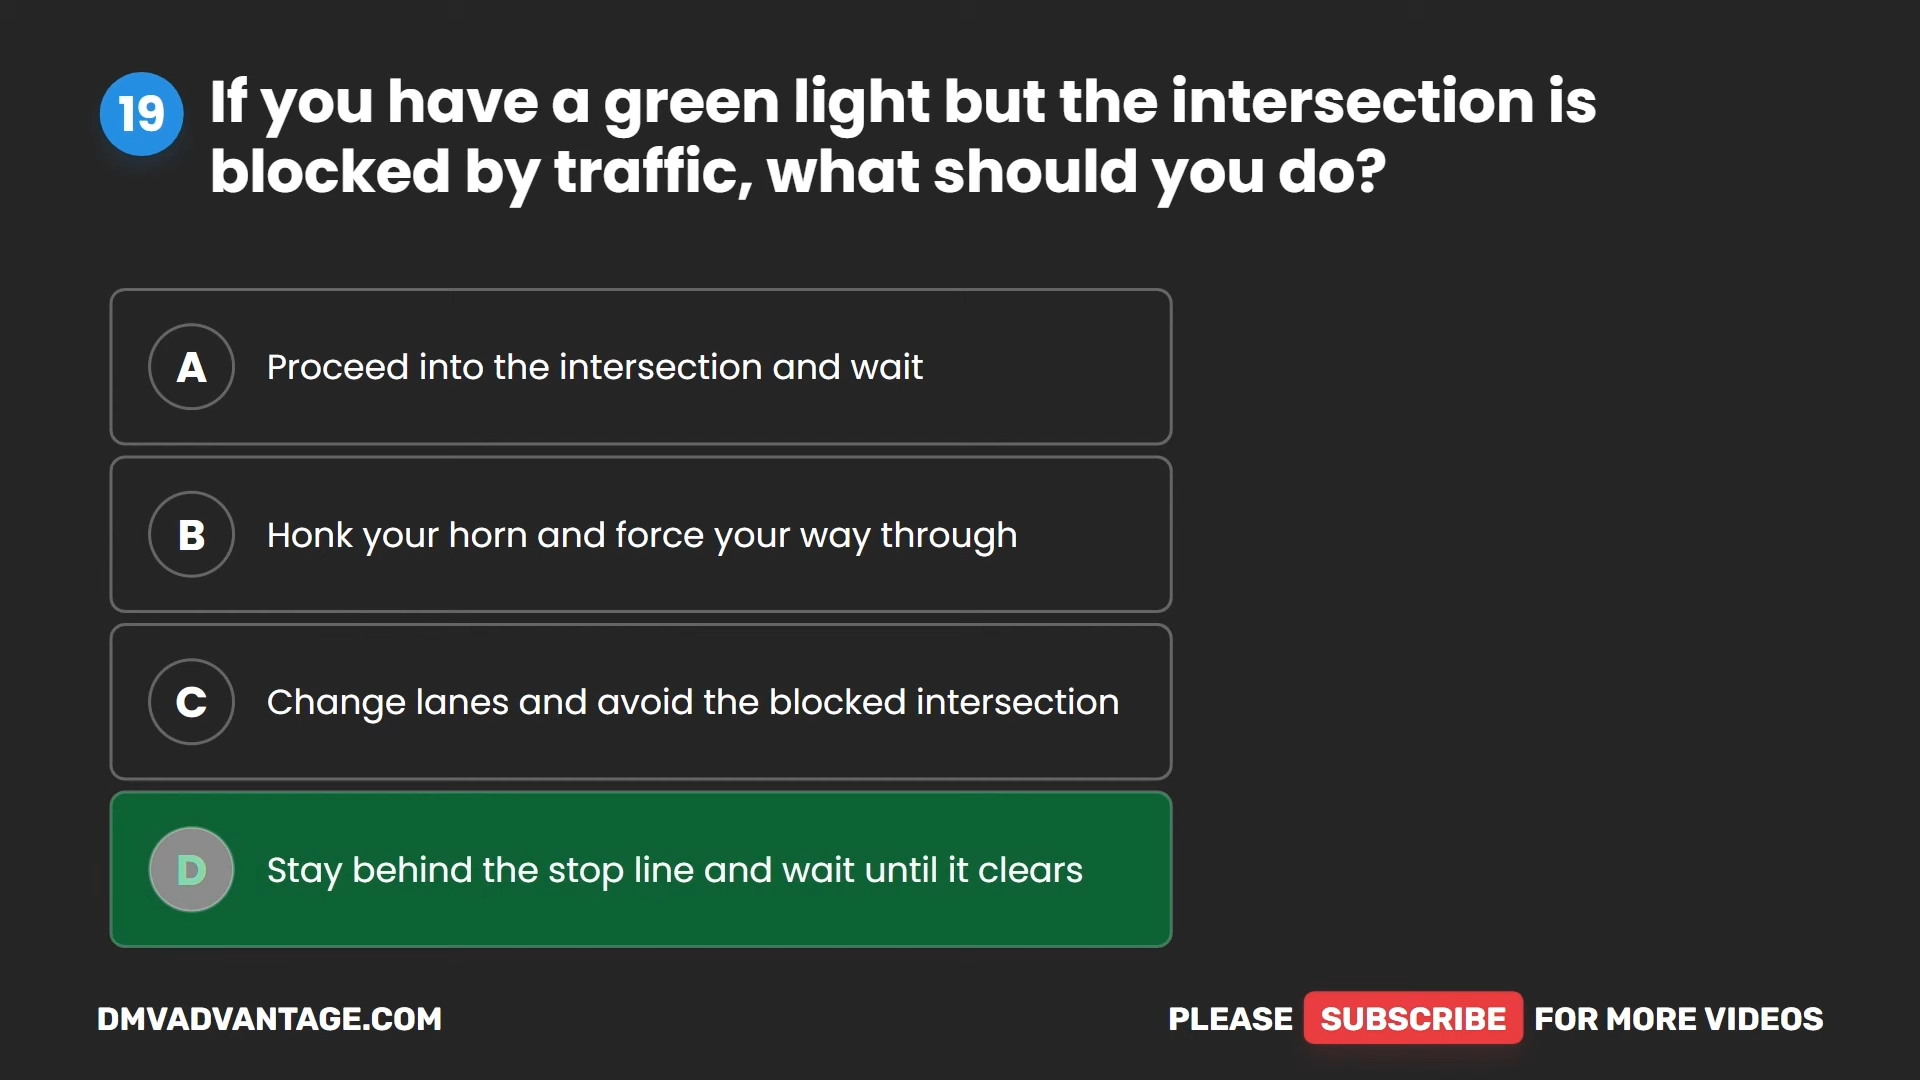 19
If you have a green light but the intersection is
blocked by traffic, what should you do?
A Proceed into the intersection and wait
B Honk your horn and force your way through
C Change lanes and avoid the blocked intersection
D Stay behind the stop line and wait until it clears
DMVADVANTAGE.COM
PLEASE SUBSCRIBE FOR MORE VIDEOS